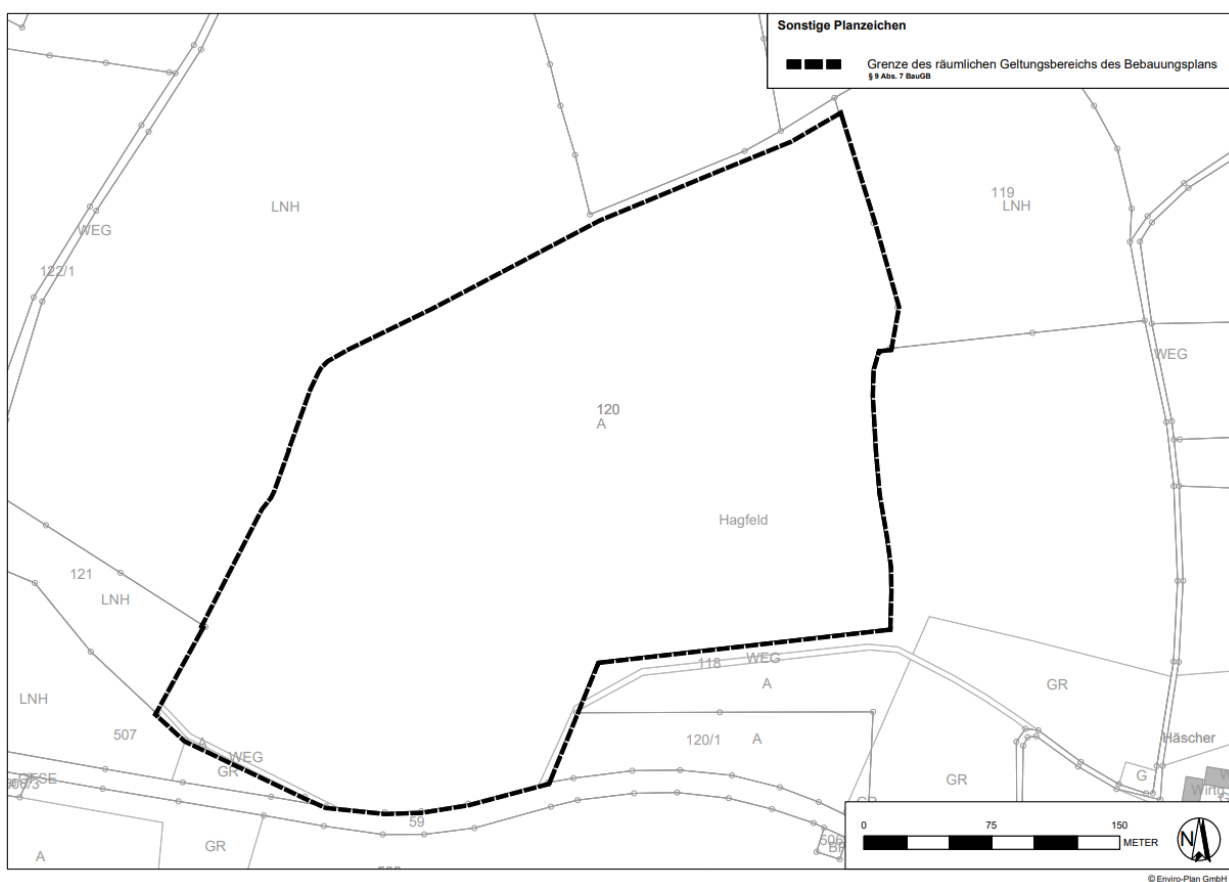 Sonstige Planzeichen
Grenze des räumlichen Geltungsbereichs des Bebauungsplans
§ 9 Abs. 7 BauGB
119
LNH
LNH
WEG
122/1
WEG
120
A
Hagfeld
121
LNH
118
WEG
A
GR
LNH
507
A
WEG
GR
120/1
A
Häscher
GR
G
59
GR
A
0
75
150
METER
N
© Enviro-Plan GmbH